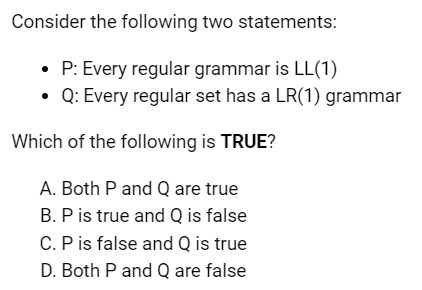 Consider the following two statements:
• P: Every regular grammar is LL(1)
• Q: Every regular set has a LR(1) grammar
Which of the following is TRUE?
A. Both P and Q are true
B. P is true and Q is false
C. P is false and Q is true
D. Both P and Q are false